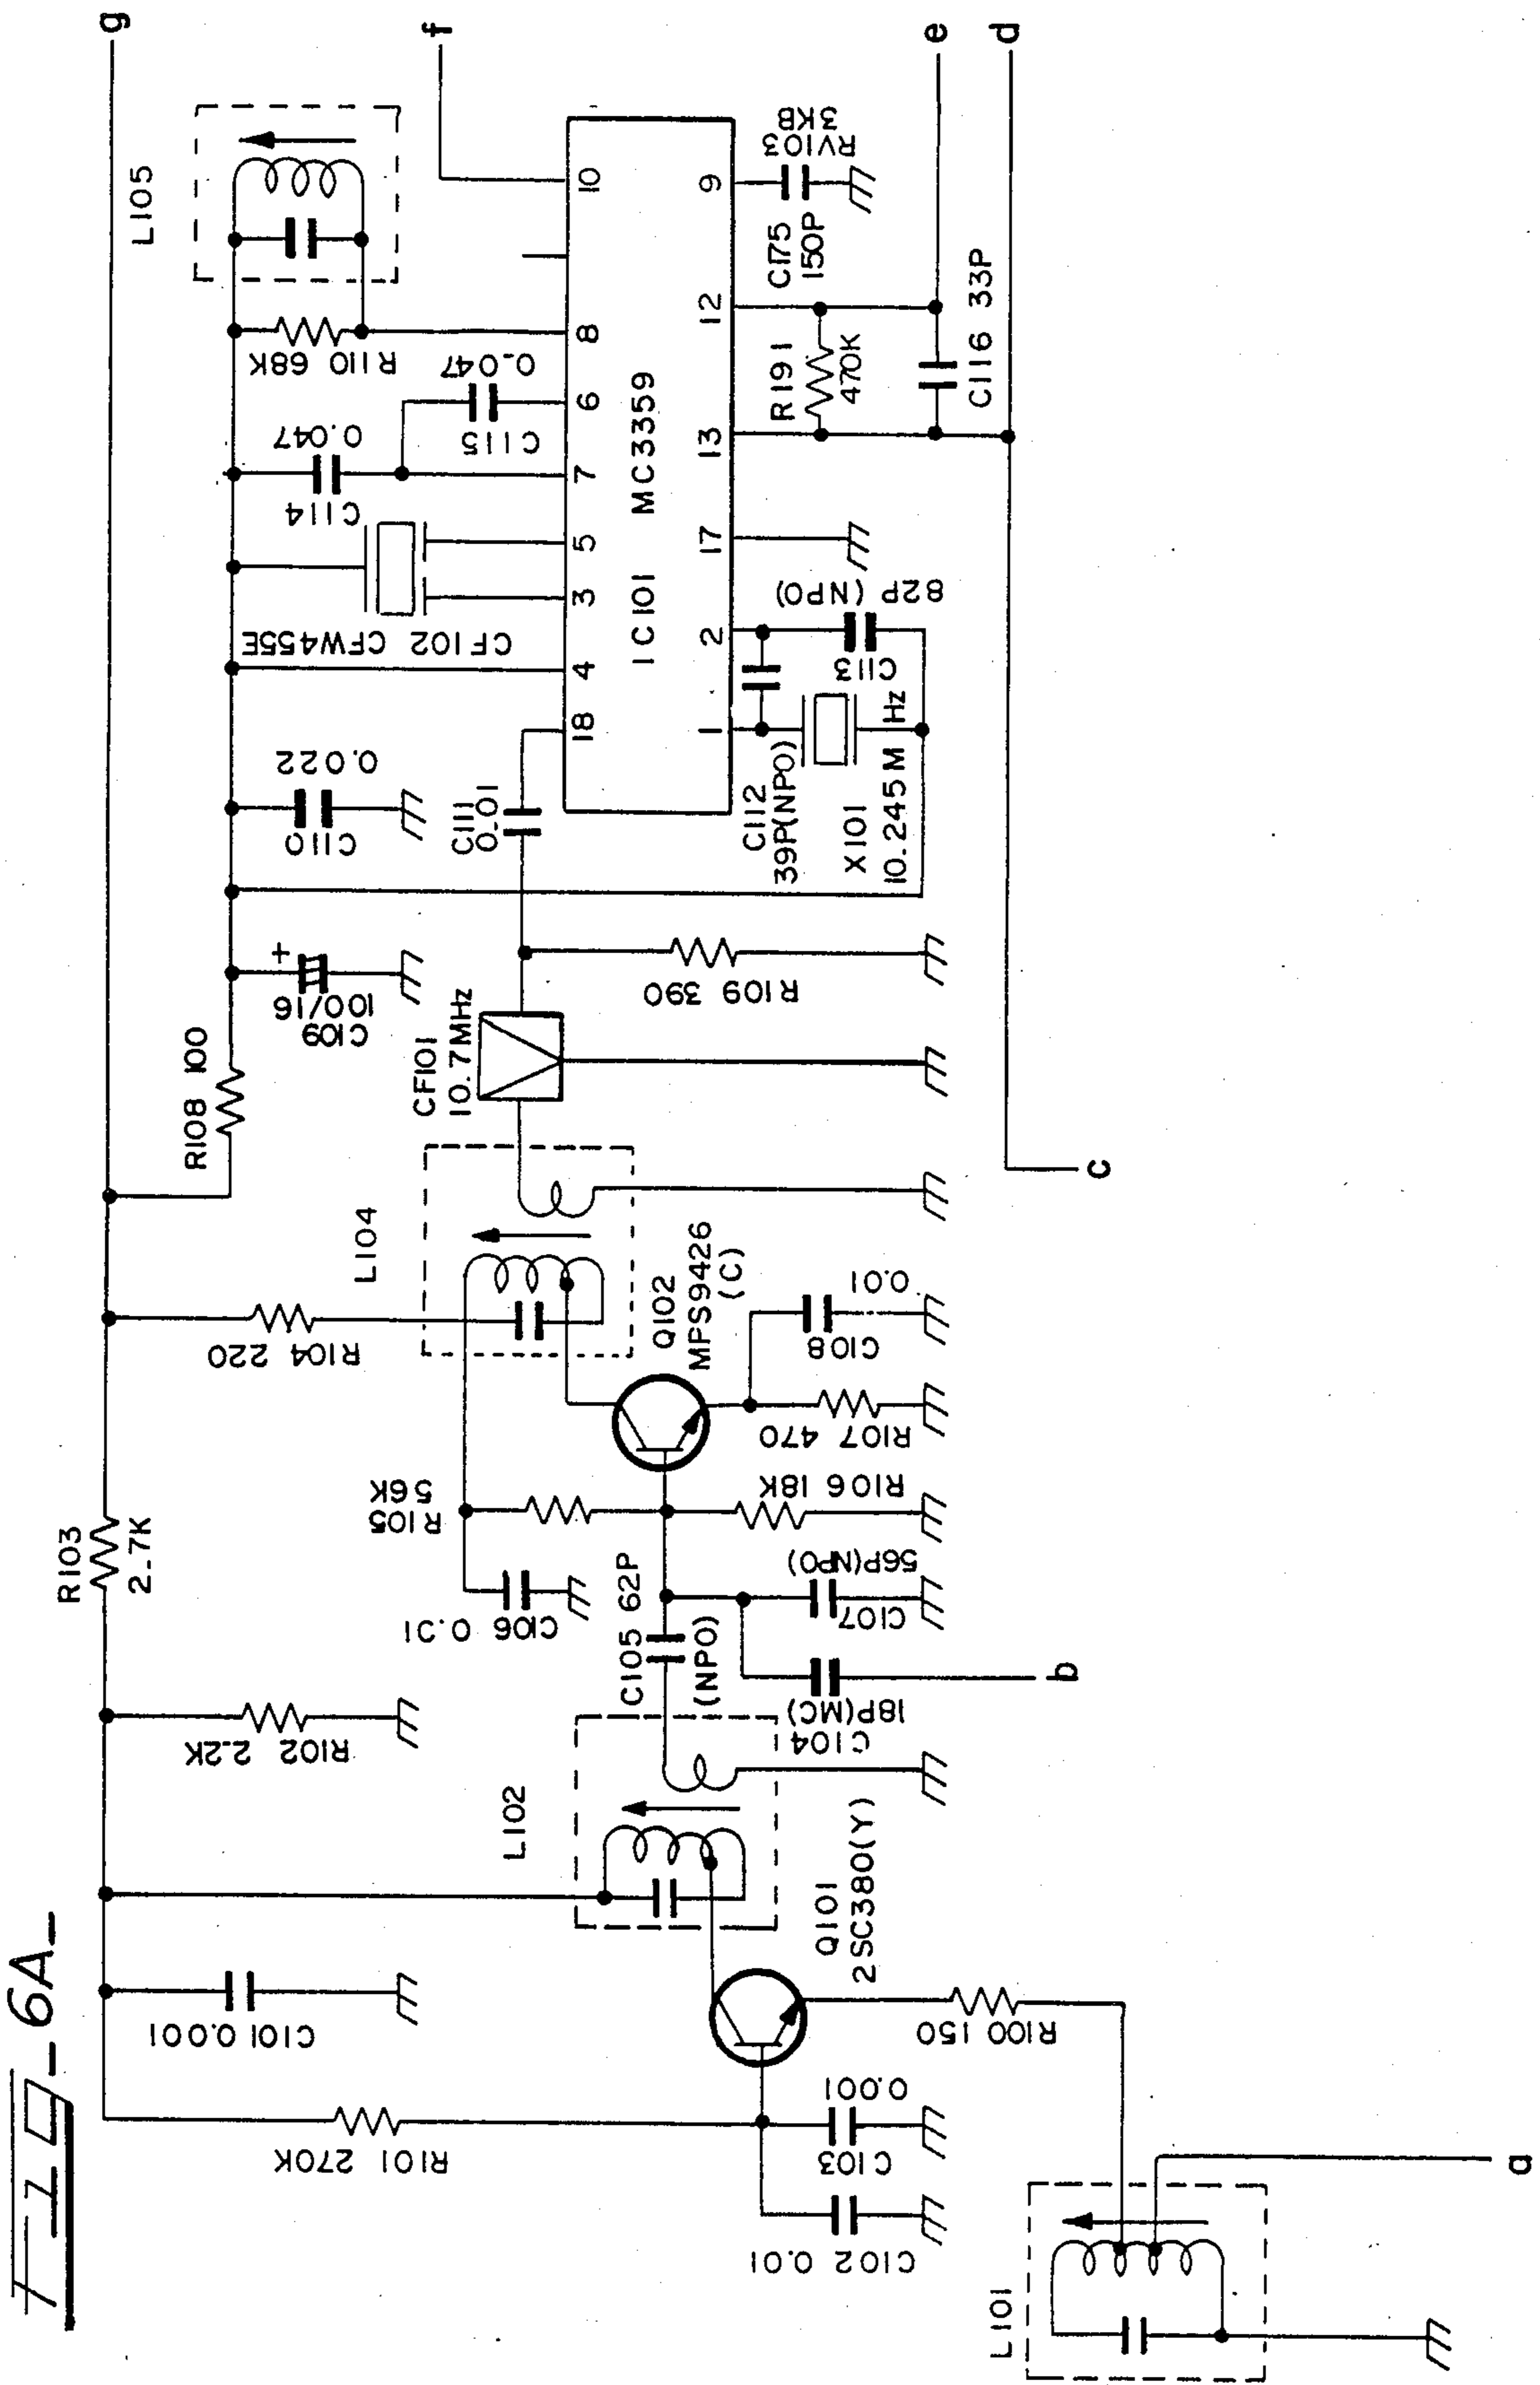 FIG_6A_
g
f
e
d
c
b
a
L105
R110 68K
0.047
C115
0.047
C114
CF102 CFW455E
0.022
C110
+
100/16
C109
R108 100
10
8
6
7
5
3
4
18
IC101 MC3359
9
12
13
17
2
1
RV103
3KB
C175
150P
R191
470K
C116 33P
82P (NPO)
C113
C112
39P(NPO)
X101
10.245M Hz
C111
0.01
R109 390
CF101
10.7MHz
L104
R104 220
Q102
MPS9426
(C)
0.01
C108
R107 470
R105
56K
R106 18K
R103
2.7K
C106 0.01
C105 62P
(NPO)
56P(NPO)
C107
18P(MC)
C104
R102 2.2K
L102
Q101
2SC380(Y)
C101 0.001
R100 150
R101 270K
0.001
C103
C102 0.01
L101